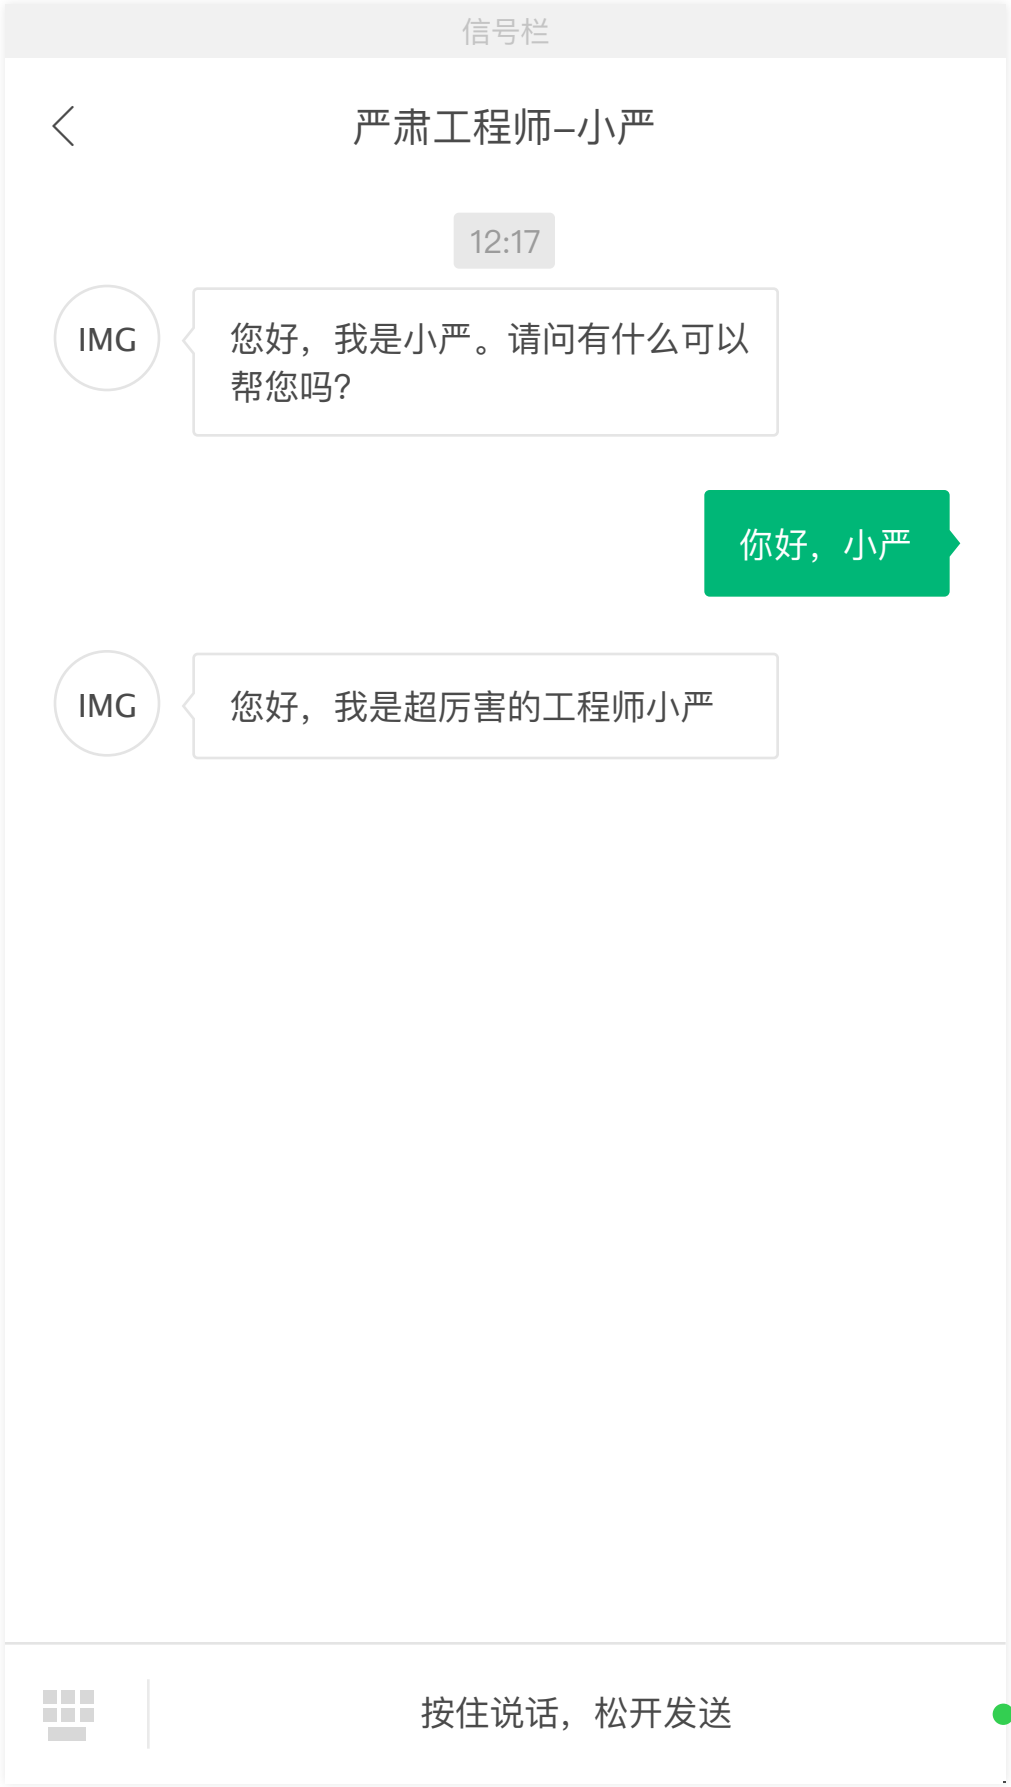 信号栏
严肃工程师–小严
12:17
IMG
您好，我是小严。请问有什么可以
帮您吗？
你好，小严
IMG
您好，我是超厉害的工程师小严
按住说话，松开发送